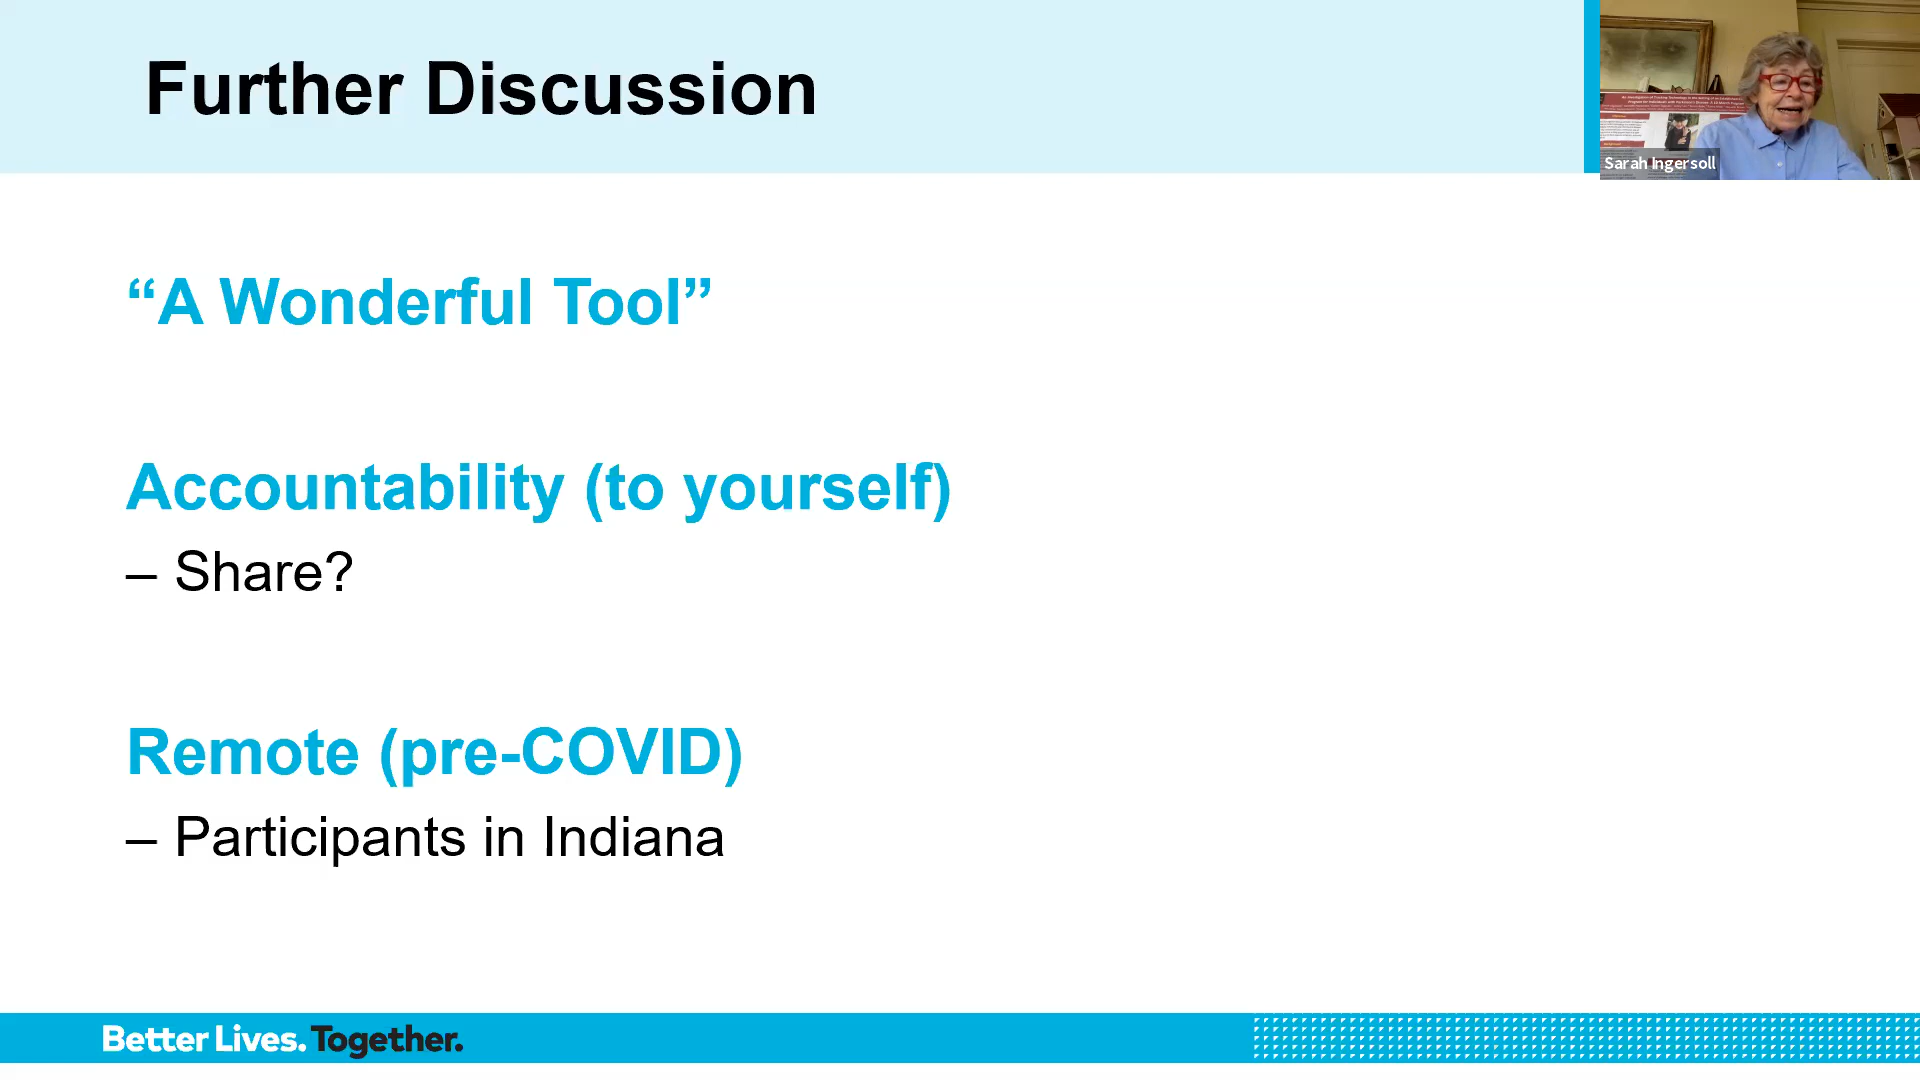 Further Discussion
Sarah Ingersoll
“A Wonderful Tool”
Accountability (to yourself)
– Share?
Remote (pre-COVID)
– Participants in Indiana
Better Lives. Together.